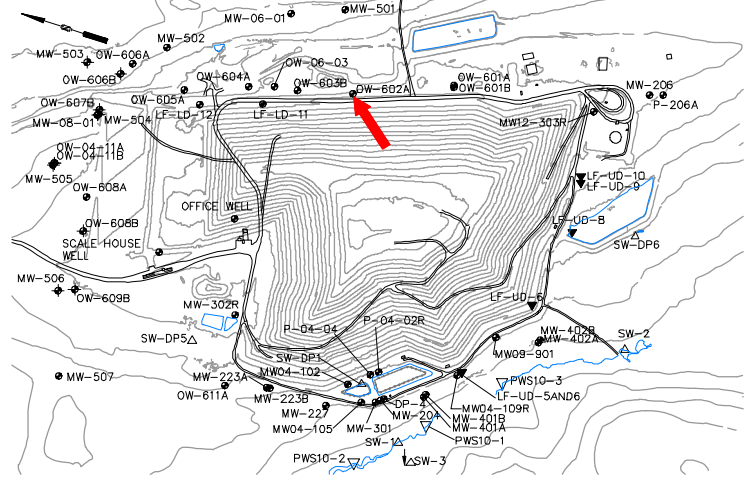 MW-501
MW-06-01
MW-502
MW-503
OW-606A
OW-06-03
OW-606B
OW-604A
OW-603B
OW-602A
OW-601A
OW-601B
MW-206
P-206A
OW-607B
OW-605A
MW-08-01
MW-504
LF-LD-12
LF-LD-11
MW12-303R
OW-04-11A
OW-04-11B
MW-505
LF-UD-10
LF-UD-9
OW-608A
OFFICE WELL
LF-UD-8
OW-608B
SCALE HOUSE
WELL
SW-DP6
MW-506
OW-609B
MW-302R
LF-UD-6
P-04-04
P-04-02R
MW-402B
MW-402A
SW-2
SW-DP5
SW-DP1
MW09-901
MW04-102
MW-507
MW-223A
PWS10-3
OW-611A
MW-223B
LF-UD-5AND6
MW-227
DP-4
MW04-109R
MW-204
MW-401B
MW04-105
MW-301
MW-401A
SW-1
PWS10-1
PWS10-2
SW-3